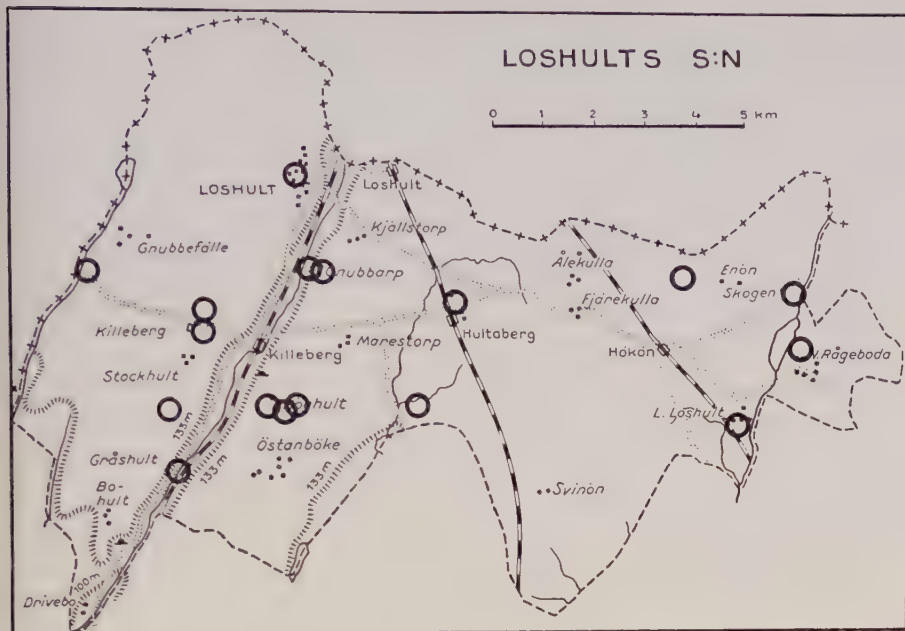 LOSHULTS S:N
0 1 2 3 4 5 km
LOSHULT
Loshult
Gnubbefälle
Kjällstorp
Gnubbarp
Ålekulla
Enön
Skogen
Fjärekulla
Killeberg
Killeberg
Marestorp
Hultaberg
Hökön
V. Rågeboda
Stockhult
133 m
L. Loshult
Östanböke
Gråshult
133 m
133 m
Bo-
hult
Svinön
100 m
Drivebo